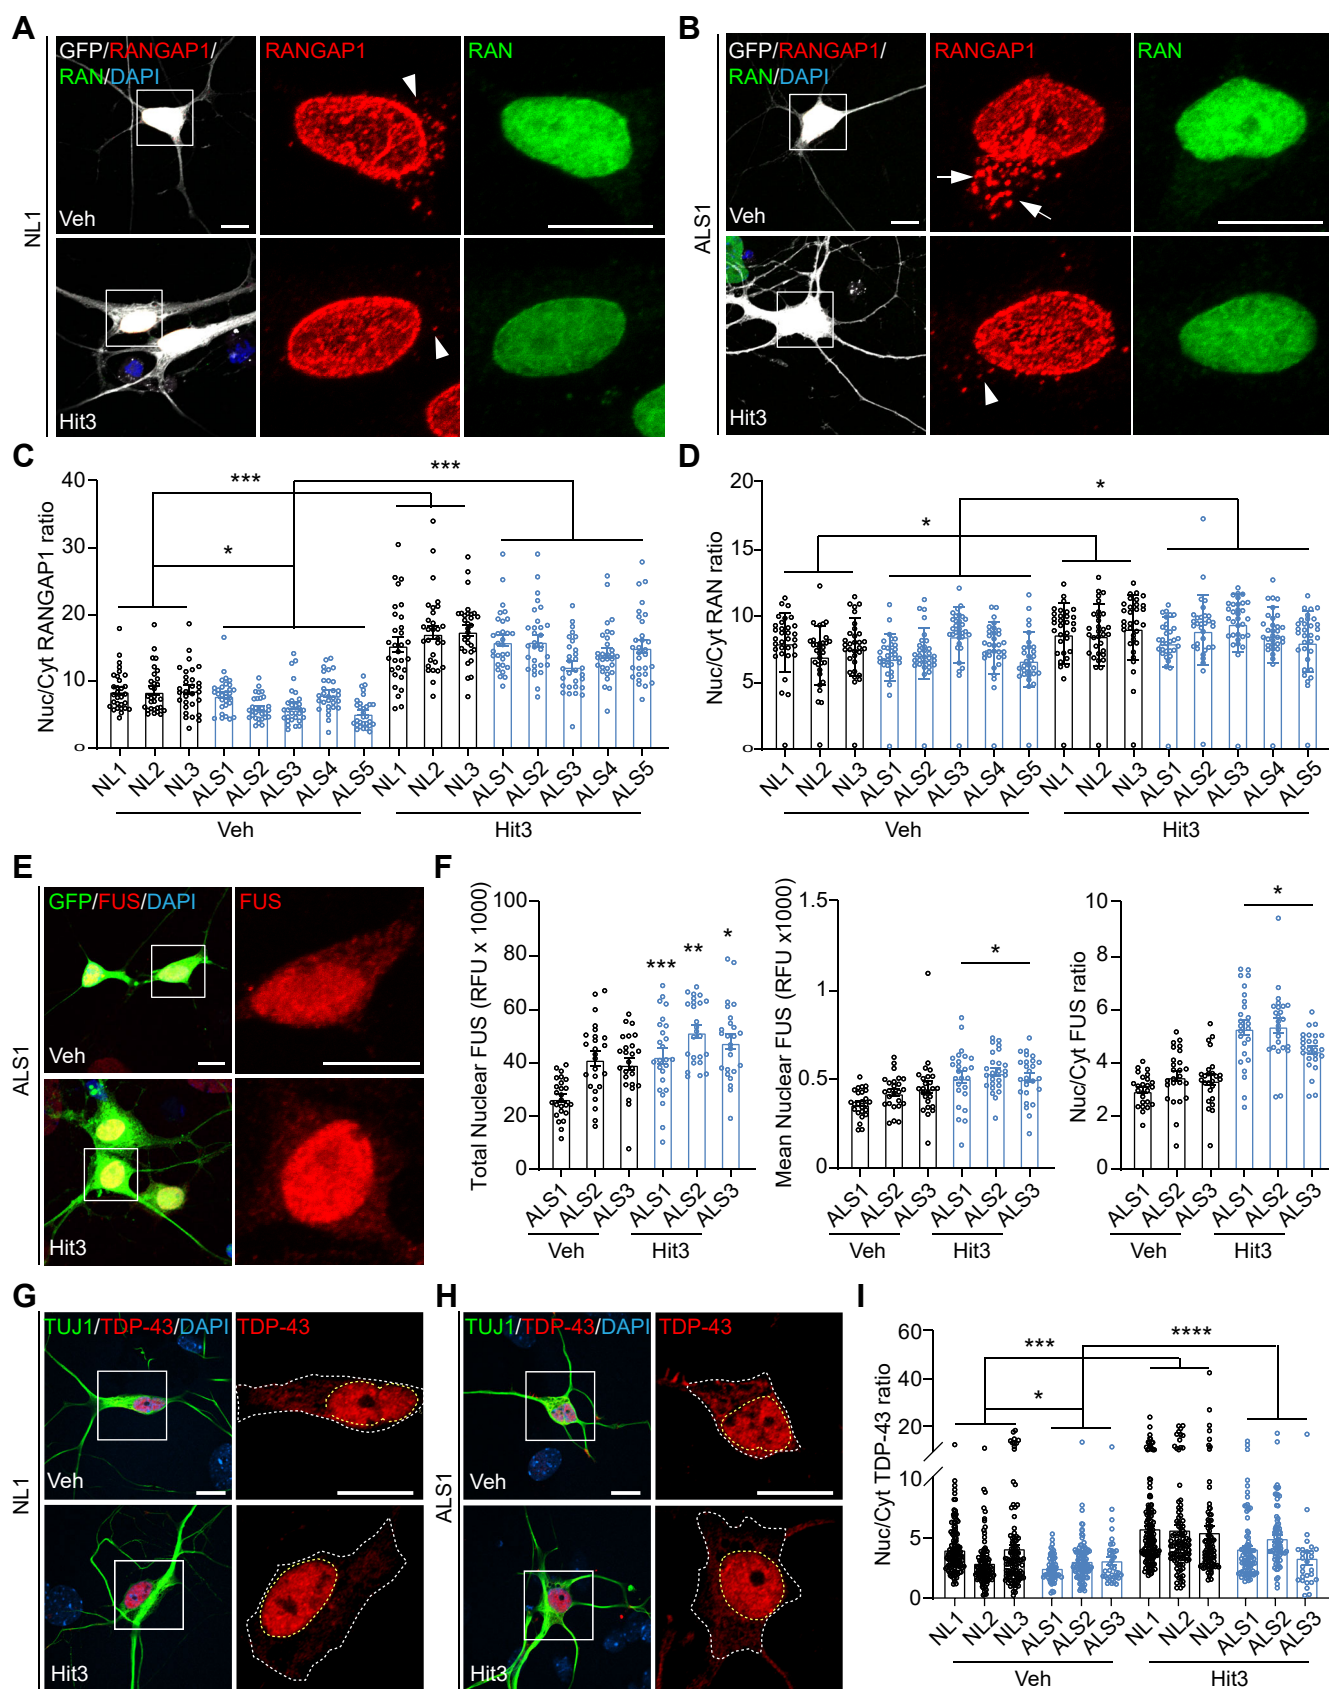 A
GFP/RANGAP1/
RAN/DAPI
RANGAP1
RAN
Veh
Hit3
NL1
B
GFP/RANGAP1/
RAN/DAPI
RANGAP1
RAN
Veh
Hit3
ALS1
C
Nuc/Cyt RANGAP1 ratio
40
30
20
10
0
***
***
*
NL1 NL2 NL3 ALS1 ALS2 ALS3 ALS4 ALS5 NL1 NL2 NL3 ALS1 ALS2 ALS3 ALS4 ALS5
Veh Hit3
D
Nuc/Cyt RAN ratio
20
15
10
5
0
*
*
NL1 NL2 NL3 ALS1 ALS2 ALS3 ALS4 ALS5 NL1 NL2 NL3 ALS1 ALS2 ALS3 ALS4 ALS5
Veh Hit3
E
GFP/FUS/DAPI
FUS
Veh
Hit3
ALS1
F
Total Nuclear FUS (RFU x 1000)
100
80
60
40
20
0
*** ** *
ALS1 ALS2 ALS3 ALS1 ALS2 ALS3
Veh Hit3
Mean Nuclear FUS (RFU x1000)
1.5
1
0.5
0
*
ALS1 ALS2 ALS3 ALS1 ALS2 ALS3
Veh Hit3
Nuc/Cyt FUS ratio
10
8
6
4
2
0
*
ALS1 ALS2 ALS3 ALS1 ALS2 ALS3
Veh Hit3
G
TUJ1/TDP-43/DAPI
TDP-43
Veh
Hit3
NL1
H
TUJ1/TDP-43/DAPI
TDP-43
Veh
Hit3
ALS1
I
Nuc/Cyt TDP-43 ratio
60
40
20
10
5
0
*** ****
*
NL1 NL2 NL3 ALS1 ALS2 ALS3 NL1 NL2 NL3 ALS1 ALS2 ALS3
Veh Hit3